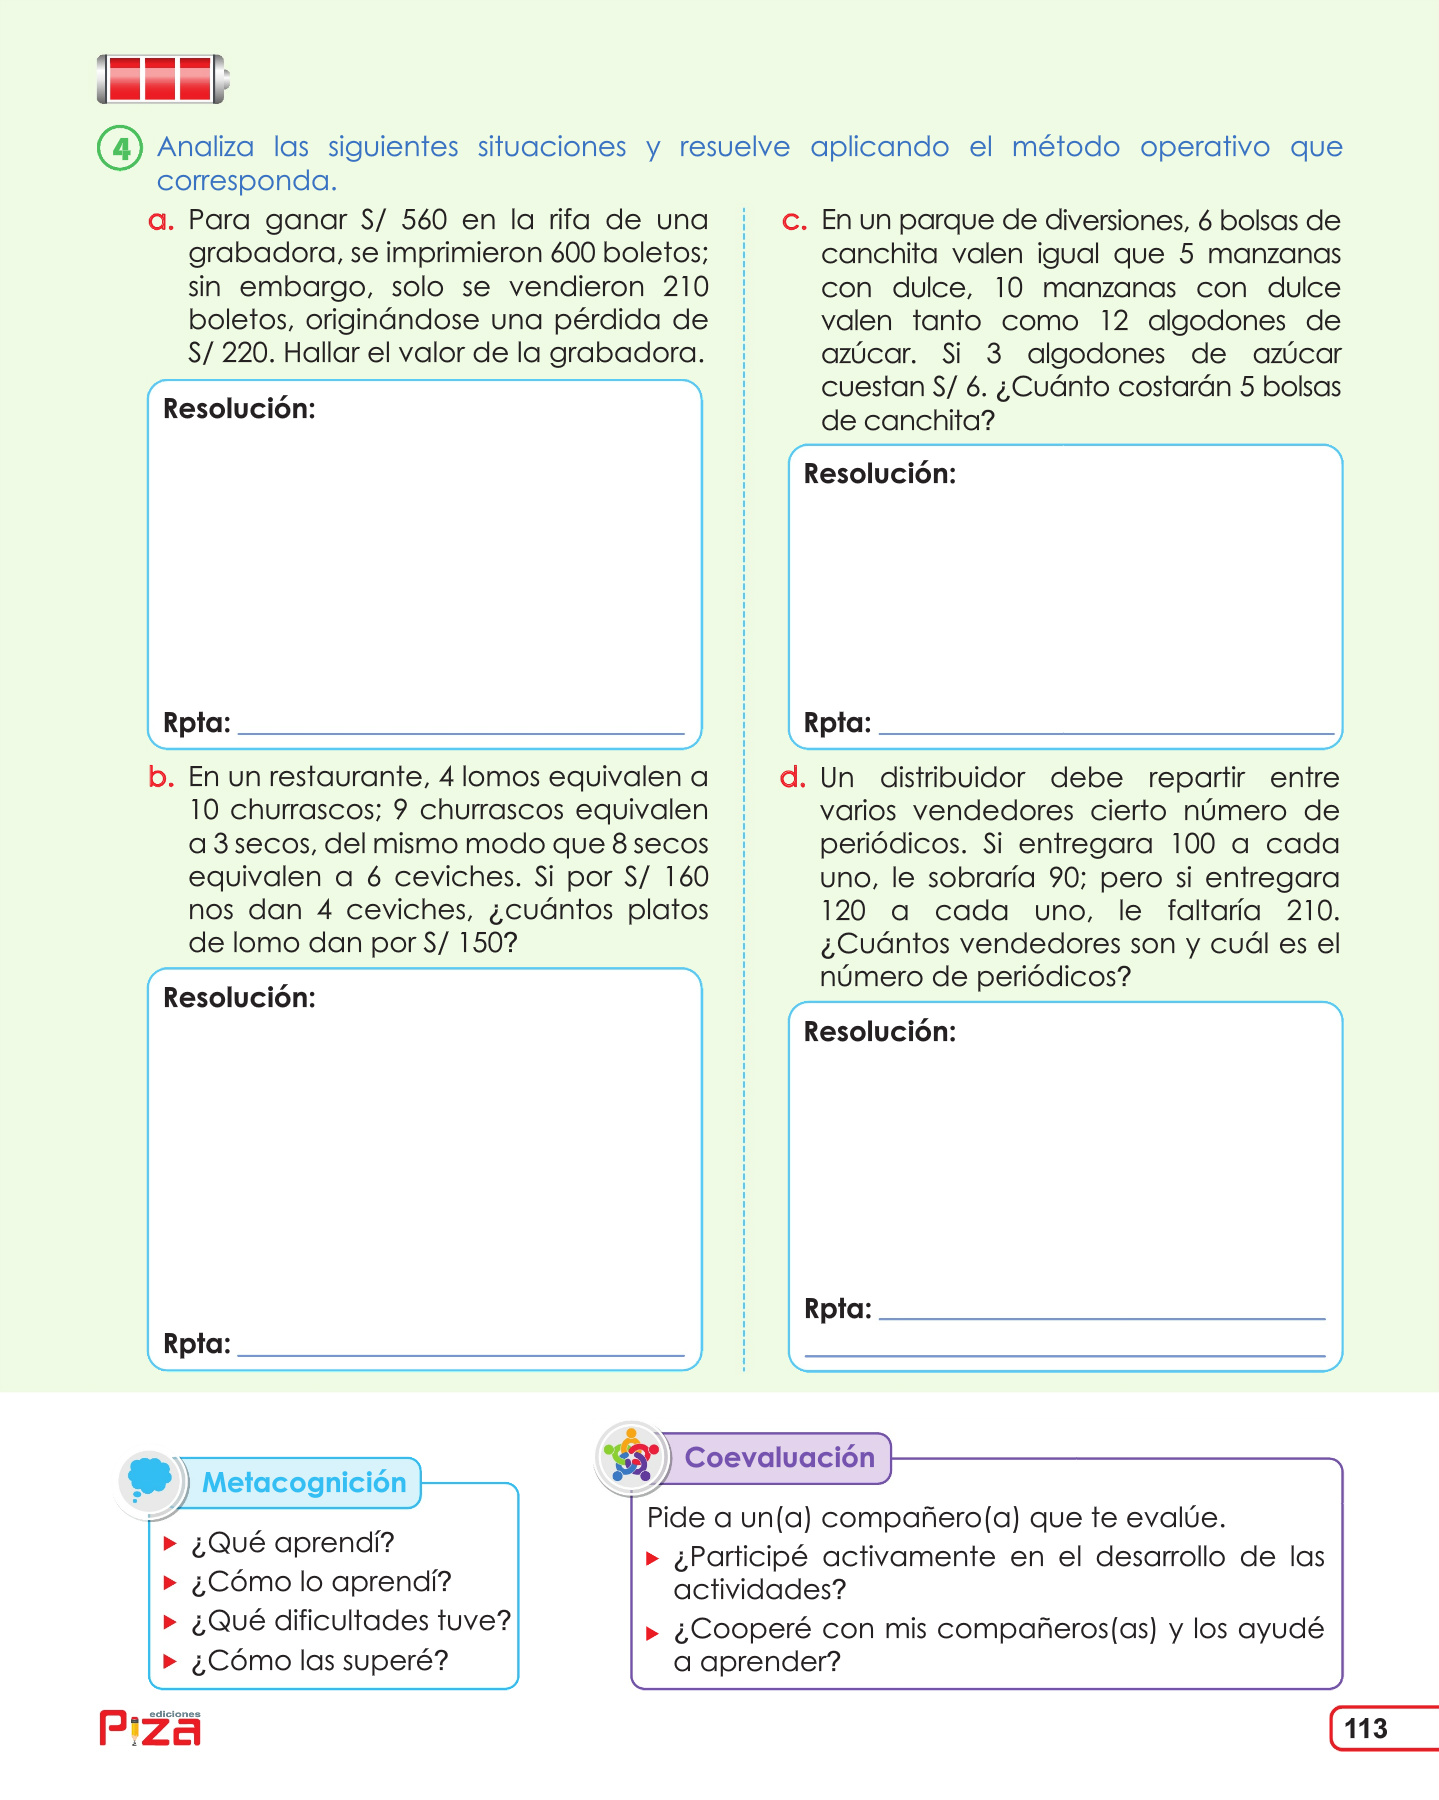 4 Analiza las siguientes situaciones y resuelve aplicando el método operativo que
corresponda.
a. Para ganar S/ 560 en la rifa de una
grabadora, se imprimieron 600 boletos;
sin embargo, solo se vendieron 210
boletos, originándose una pérdida de
S/ 220. Hallar el valor de la grabadora.
Resolución:
Rpta:
b. En un restaurante, 4 lomos equivalen a
10 churrascos; 9 churrascos equivalen
a 3 secos, del mismo modo que 8 secos
equivalen a 6 ceviches. Si por S/ 160
nos dan 4 ceviches, ¿cuántos platos
de lomo dan por S/ 150?
Resolución:
Rpta:
c. En un parque de diversiones, 6 bolsas de
canchita valen igual que 5 manzanas
con dulce, 10 manzanas con dulce
valen tanto como 12 algodones de
azúcar. Si 3 algodones de azúcar
cuestan S/ 6. ¿Cuánto costarán 5 bolsas
de canchita?
Resolución:
Rpta:
d. Un distribuidor debe repartir entre
varios vendedores cierto número de
periódicos. Si entregara 100 a cada
uno, le sobraría 90; pero si entregara
120 a cada uno, le faltaría 210.
¿Cuántos vendedores son y cuál es el
número de periódicos?
Resolución:
Rpta:
Metacognición
¿Qué aprendí?
¿Cómo lo aprendí?
¿Qué dificultades tuve?
¿Cómo las superé?
Coevaluación
Pide a un(a) compañero(a) que te evalúe.
¿Participé activamente en el desarrollo de las
actividades?
¿Cooperé con mis compañeros(as) y los ayudé
a aprender?
ediciones
Piza
113